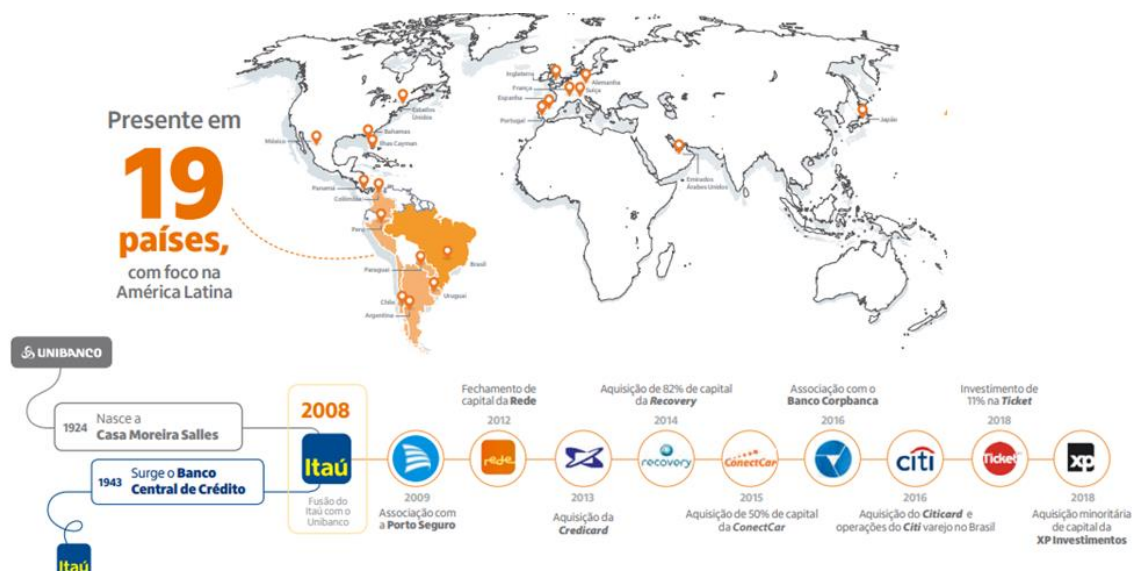 Presente em
19
países,
com foco na
América Latina
Estados
Unidos
México
Bahamas
Ilhas Cayman
Panamá
Colômbia
Peru
Brasil
Paraguai
Uruguai
Chile
Argentina
Inglaterra
Alemanha
França
Suíça
Espanha
Portugal
Emirados
Árabes Unidos
Japão
UNIBANCO
1924
Nasce a
Casa Moreira Salles
1943
Surge o Banco
Central de Crédito
Itaú
2008
Itaú
Fusão do
Itaú com o
Unibanco
2009
Associação com
a Porto Seguro
Fechamento de
capital da Rede
2012
rede
2013
Aquisição da
Credicard
Aquisição de 82% de capital
da Recovery
2014
recovery
ConectCar
2015
Aquisição de 50% de capital
da ConectCar
Associação com o
Banco Corpbanca
2016
citi
2016
Aquisição do Citicard e
operações do Citi varejo no Brasil
Investimento de
11% na Ticket
2018
Ticket
xp
2018
Aquisição minoritária
de capital da
XP Investimentos